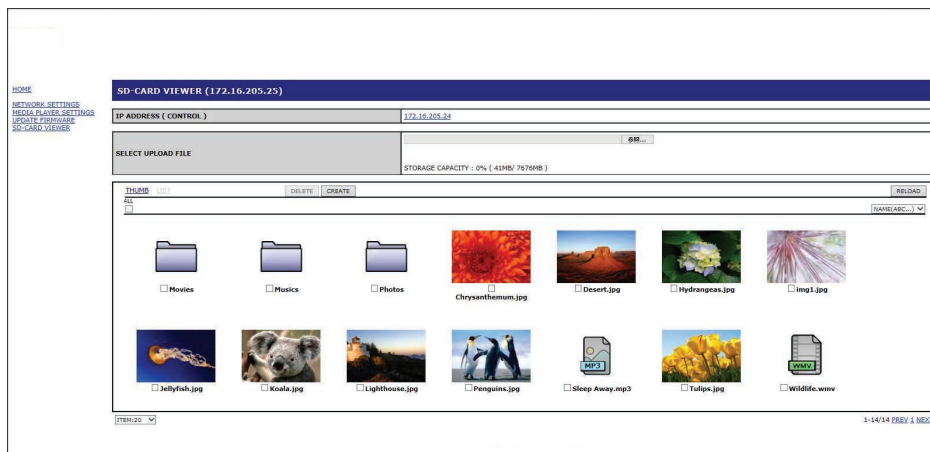 HOME
NETWORK SETTINGS
MEDIA PLAYER SETTINGS
UPDATE FIRMWARE
SD-CARD VIEWER
SD-CARD VIEWER (172.16.205.25)
IP ADDRESS ( CONTROL )
172.16.205.24
SELECT UPLOAD FILE
参照...
STORAGE CAPACITY : 0% ( 41MB/ 7676MB )
THUMB LIST DELETE CREATE RELOAD
ALL
NAME(ABC...)
Movies Musics Photos Chrysanthemum.jpg Desert.jpg Hydrangeas.jpg img1.jpg
MP3 WMV
Jellyfish.jpg Koala.jpg Lighthouse.jpg Penguins.jpg Sleep Away.mp3 Tulips.jpg Wildlife.wmv
ITEM:20
1-14/14 PREV 1 NEX